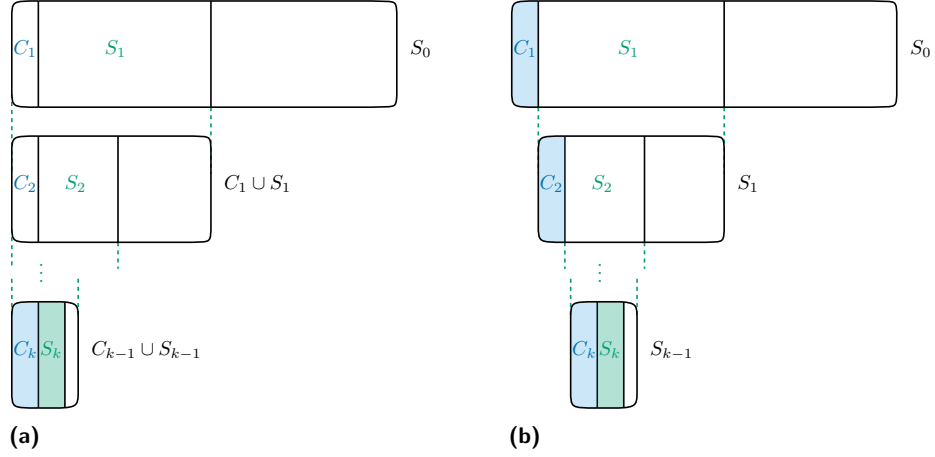 C₁ S₁ S₀
C₂ S₂ C₁ ∪ S₁
⋮
Cₖ Sₖ Cₖ₋₁ ∪ Sₖ₋₁
(a)
C₁ S₁ S₀
C₂ S₂ S₁
⋮
Cₖ Sₖ Sₖ₋₁
(b)